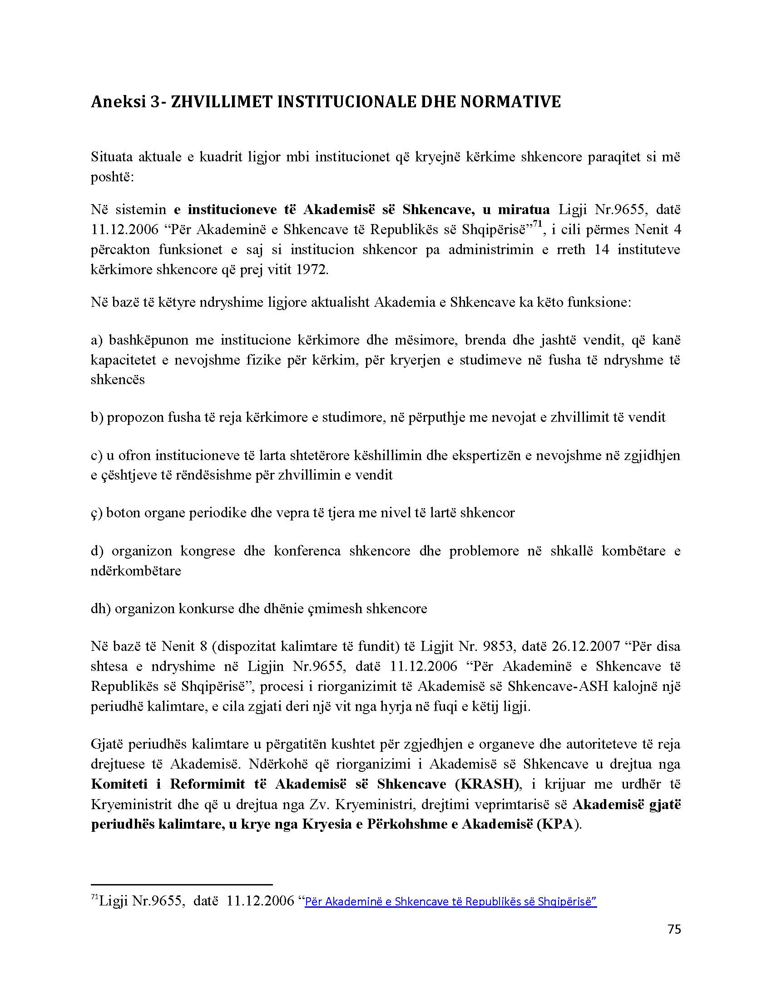 Aneksi 3- ZHVILLIMET INSTITUCIONALE DHE NORMATIVE
Situata aktuale e kuadrit ligjor mbi institucionet që kryejnë kërkime shkencore paraqitet si më
poshtë:
Në sistemin e institucioneve të Akademisë së Shkencave, u miratua Ligji Nr.9655, datë
11.12.2006 “Për Akademinë e Shkencave të Republikës së Shqipërisë”71, i cili përmes Nenit 4
përcakton funksionet e saj si institucion shkencor pa administrimin e rreth 14 instituteve
kërkimore shkencore që prej vitit 1972.
Në bazë të këtyre ndryshime ligjore aktualisht Akademia e Shkencave ka këto funksione:
a) bashkëpunon me institucione kërkimore dhe mësimore, brenda dhe jashtë vendit, që kanë
kapacitetet e nevojshme fizike për kërkim, për kryerjen e studimeve në fusha të ndryshme të
shkencës
b) propozon fusha të reja kërkimore e studimore, në përputhje me nevojat e zhvillimit të vendit
c) u ofron institucioneve të larta shtetërore këshillimin dhe ekspertizën e nevojshme në zgjidhjen
e çështjeve të rëndësishme për zhvillimin e vendit
ç) boton organe periodike dhe vepra të tjera me nivel të lartë shkencor
d) organizon kongrese dhe konferenca shkencore dhe problemore në shkallë kombëtare e
ndërkombëtare
dh) organizon konkurse dhe dhënie çmimesh shkencore
Në bazë të Nenit 8 (dispozitat kalimtare të fundit) të Ligjit Nr. 9853, datë 26.12.2007 “Për disa
shtesa e ndryshime në Ligjin Nr.9655, datë 11.12.2006 “Për Akademinë e Shkencave të
Republikës së Shqipërisë”, procesi i riorganizimit të Akademisë së Shkencave-ASH kalojnë një
periudhë kalimtare, e cila zgjati deri një vit nga hyrja në fuqi e këtij ligji.
Gjatë periudhës kalimtare u përgatitën kushtet për zgjedhjen e organeve dhe autoriteteve të reja
drejtuese të Akademisë. Ndërkohë që riorganizimi i Akademisë së Shkencave u drejtua nga
Komiteti i Reformimit të Akademisë së Shkencave (KRASH), i krijuar me urdhër të
Kryeministrit dhe që u drejtua nga Zv. Kryeministri, drejtimi veprimtarisë së Akademisë gjatë
periudhës kalimtare, u krye nga Kryesia e Përkohshme e Akademisë (KPA).
71Ligji Nr.9655, datë 11.12.2006 “Për Akademinë e Shkencave të Republikës së Shqipërisë”
75